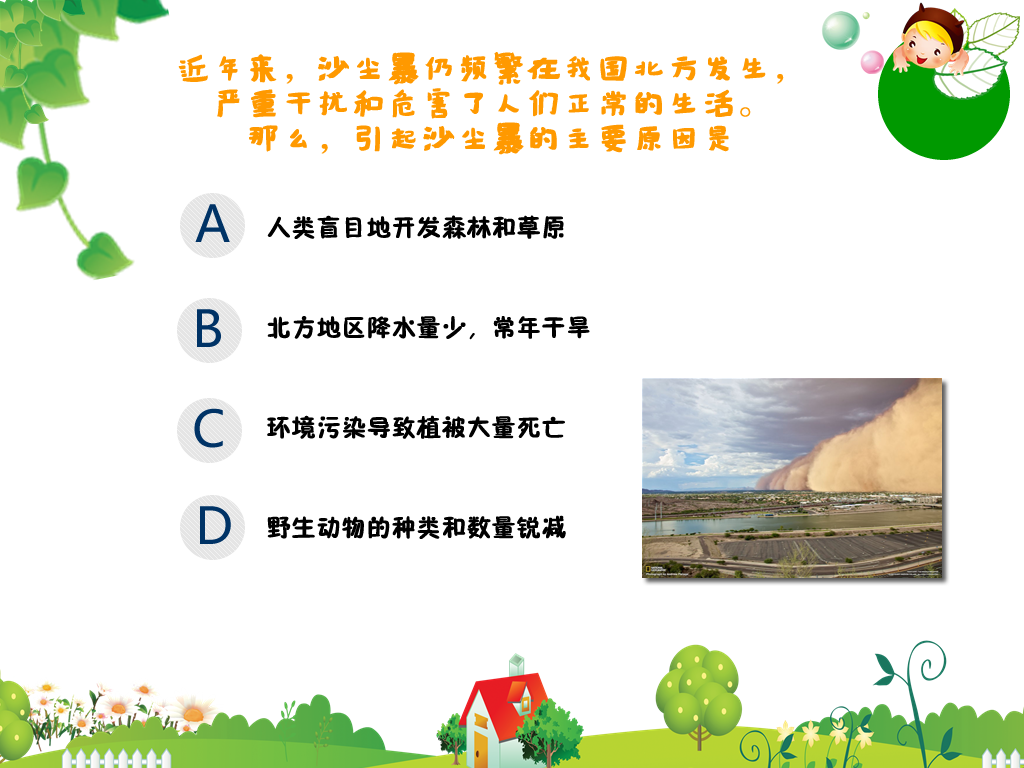 近年来，沙尘暴仍频繁在我国北方发生，
严重干扰和危害了人们正常的生活。
那么，引起沙尘暴的主要原因是
A 人类盲目地开发森林和草原
B 北方地区降水量少，常年干旱
C 环境污染导致植被大量死亡
D 野生动物的种类和数量锐减